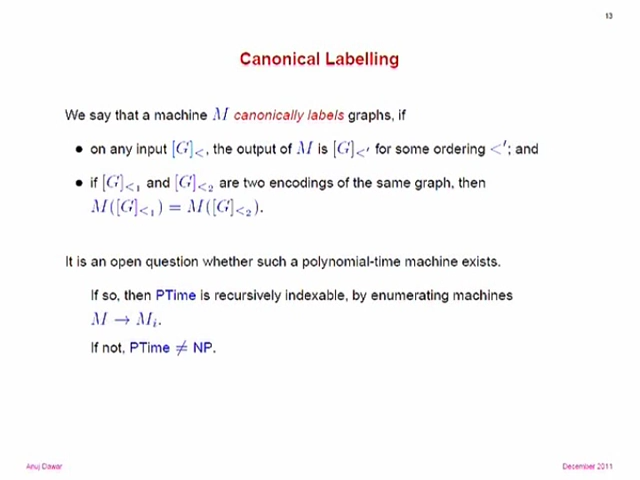 13
Canonical Labelling
We say that a machine M canonically labels graphs, if
• on any input [G]<, the output of M is [G]<′ for some ordering <′; and
• if [G]<₁ and [G]<₂ are two encodings of the same graph, then
M([G]<₁) = M([G]<₂).
It is an open question whether such a polynomial-time machine exists.
If so, then PTime is recursively indexable, by enumerating machines
M → Mᵢ.
If not, PTime ≠ NP.
Anuj Dawar
December 2011